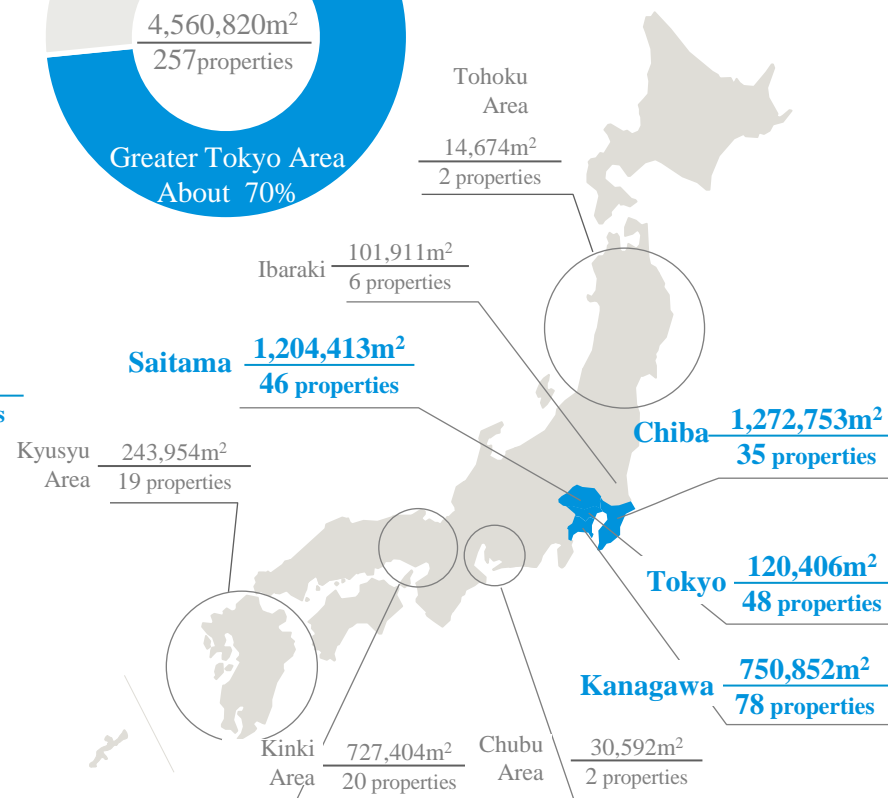 4,560,820m²
257properties
Greater Tokyo Area
About 70%
Tohoku
Area
14,674m²
2 properties
Ibaraki
101,911m²
6 properties
Saitama
1,204,413m²
46 properties
Chiba
1,272,753m²
35 properties
Kyusyu
Area
243,954m²
19 properties
Tokyo
120,406m²
48 properties
Kanagawa
750,852m²
78 properties
Kinki
Area
727,404m²
20 properties
Chubu
Area
30,592m²
2 properties